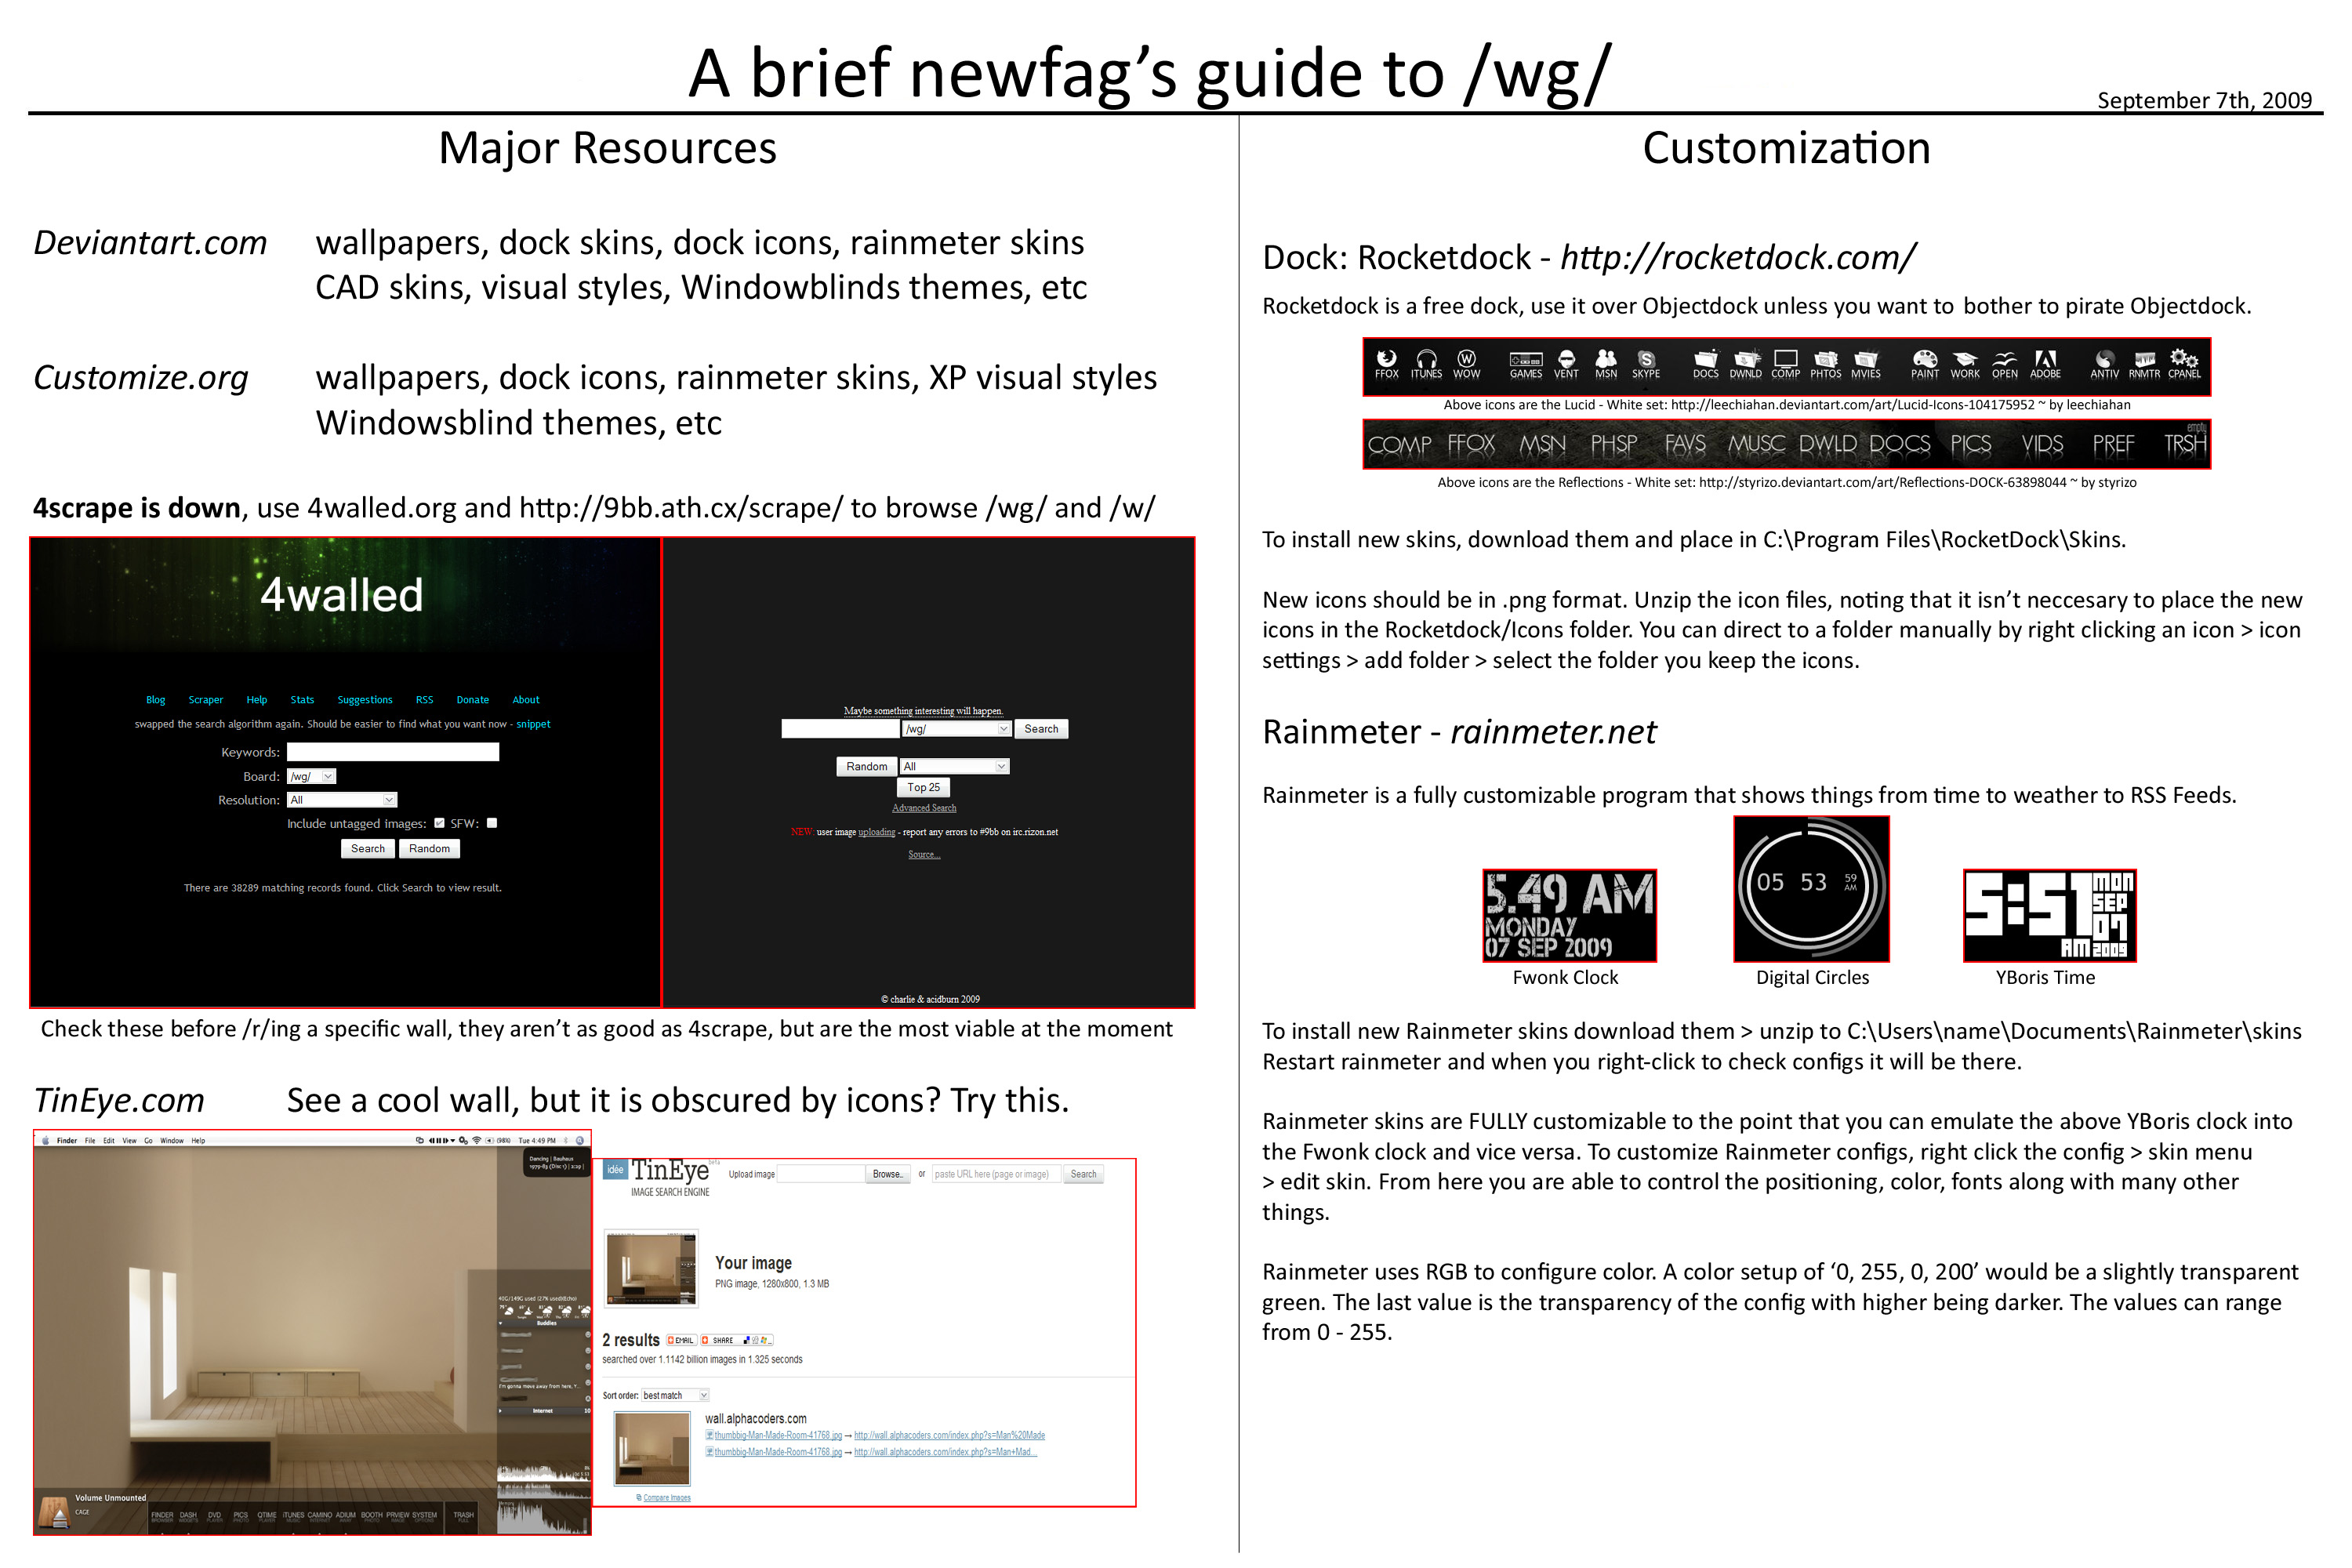 A brief newfag's guide to /wg/
September 7th, 2009
Major Resources
Deviantart.com
wallpapers, dock skins, dock icons, rainmeter skins
CAD skins, visual styles, Windowblinds themes, etc
Customize.org
wallpapers, dock icons, rainmeter skins, XP visual styles
Windowsblind themes, etc
4scrape is down, use 4walled.org and http://9bb.ath.cx/scrape/ to browse /wg/ and /w/
4walled
Blog Scraper Help Stats Suggestions RSS Donate About
swapped the search algorithm again. Should be easier to find what you want now - snippet
Keywords:
Board: /wg/
Resolution: All
Include untagged images: SFW:
Search Random
There are 38289 matching records found. Click Search to view result.
Maybe something interesting will happen.
/wg/ Search
Random All
Top 25
Advanced Search
NEW: user image uploading - report any errors to #9bb on irc.rizon.net
Source...
© charlie & acidburn 2009
Check these before /r/ing a specific wall, they aren't as good as 4scrape, but are the most viable at the moment
TinEye.com
See a cool wall, but it is obscured by icons? Try this.
Finder File Edit View Go Window Help
(98%) Tue 4:49 PM
Dancing | Bauhaus
1979-83 (Disc 1) | 2:29 |
Buddies
I'm gonna move away from here, Y...
Internet 10
Volume Unmounted
CAGE
FINDER DASH DVD PICS QTIME ITUNES CAMINO ADIUM BOOTH PRVIEW SYSTEM TRASH
idée TinEye beta
IMAGE SEARCH ENGINE
Upload image Browse.. or paste URL here (page or image) Search
Your image
PNG image, 1280x800, 1.3 MB
2 results EMAIL SHARE
searched over 1.1142 billion images in 1.325 seconds
Sort order: best match
wall.alphacoders.com
thumbbig-Man-Made-Room-41768.jpg → http://wall.alphacoders.com/index.php?s=Man%20Made
thumbbig-Man-Made-Room-41768.jpg → http://wall.alphacoders.com/index.php?s=Man+Mad...
Compare Images
Customization
Dock: Rocketdock - http://rocketdock.com/
Rocketdock is a free dock, use it over Objectdock unless you want to bother to pirate Objectdock.
FFOX ITUNES WOW GAMES VENT MSN SKYPE DOCS DWNLD COMP PHTOS MVIES PAINT WORK OPEN ADOBE ANTIV RNMTR CPANEL
Above icons are the Lucid - White set: http://leechiahan.deviantart.com/art/Lucid-Icons-104175952 ~ by leechiahan
empty
COMP FFOX MSN PHSP FAVS MUSC DWLD DOCS PICS VIDS PREF TRSH
Above icons are the Reflections - White set: http://styrizo.deviantart.com/art/Reflections-DOCK-63898044 ~ by styrizo
To install new skins, download them and place in C:\Program Files\RocketDock\Skins.
New icons should be in .png format. Unzip the icon files, noting that it isn't neccesary to place the new
icons in the Rocketdock/Icons folder. You can direct to a folder manually by right clicking an icon > icon
settings > add folder > select the folder you keep the icons.
Rainmeter - rainmeter.net
Rainmeter is a fully customizable program that shows things from time to weather to RSS Feeds.
5.49 AM
MONDAY
07 SEP 2009
Fwonk Clock
05 53 59 AM
Digital Circles
5:51 MON SEP 07
AM 2009
YBoris Time
To install new Rainmeter skins download them > unzip to C:\Users\name\Documents\Rainmeter\skins
Restart rainmeter and when you right-click to check configs it will be there.
Rainmeter skins are FULLY customizable to the point that you can emulate the above YBoris clock into
the Fwonk clock and vice versa. To customize Rainmeter configs, right click the config > skin menu
> edit skin. From here you are able to control the positioning, color, fonts along with many other
things.
Rainmeter uses RGB to configure color. A color setup of '0, 255, 0, 200' would be a slightly transparent
green. The last value is the transparency of the config with higher being darker. The values can range
from 0 - 255.